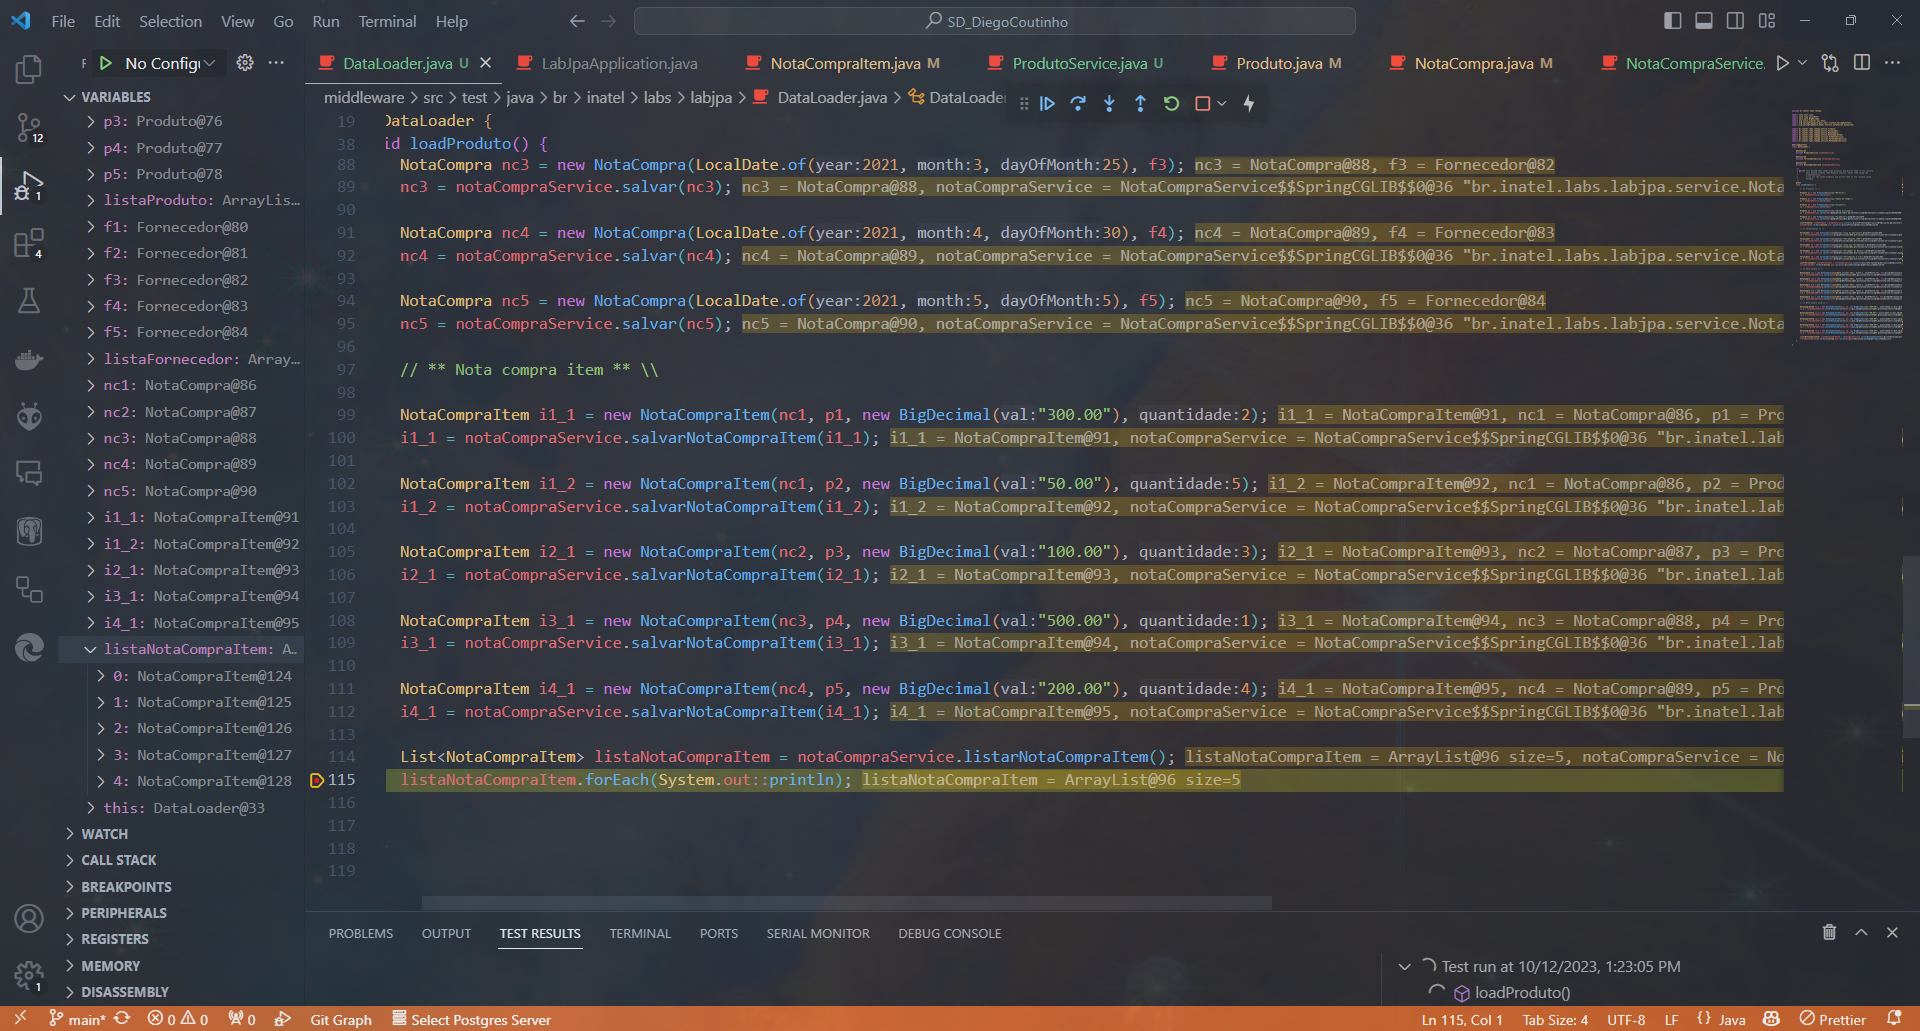 File Edit Selection View Go Run Terminal Help
SD_DiegoCoutinho
No Config
DataLoader.java U
LabJpaApplication.java
NotaCompraItem.java M
ProdutoService.java U
Produto.java M
NotaCompra.java M
NotaCompraService.
middleware > src > test > java > br > inatel > labs > labjpa > DataLoader.java > DataLoader
VARIABLES
p3: Produto@76
p4: Produto@77
p5: Produto@78
listaProduto: ArrayLis...
f1: Fornecedor@80
f2: Fornecedor@81
f3: Fornecedor@82
f4: Fornecedor@83
f5: Fornecedor@84
listaFornecedor: Array...
nc1: NotaCompra@86
nc2: NotaCompra@87
nc3: NotaCompra@88
nc4: NotaCompra@89
nc5: NotaCompra@90
i1_1: NotaCompraItem@91
i1_2: NotaCompraItem@92
i2_1: NotaCompraItem@93
i3_1: NotaCompraItem@94
i4_1: NotaCompraItem@95
listaNotaCompraItem: A...
0: NotaCompraItem@124
1: NotaCompraItem@125
2: NotaCompraItem@126
3: NotaCompraItem@127
4: NotaCompraItem@128
this: DataLoader@33
WATCH
CALL STACK
BREAKPOINTS
PERIPHERALS
REGISTERS
MEMORY
DISASSEMBLY
12
1
4
1
19 DataLoader {
38 id loadProduto() {
88 NotaCompra nc3 = new NotaCompra(LocalDate.of(year:2021, month:3, dayOfMonth:25), f3); nc3 = NotaCompra@88, f3 = Fornecedor@82
89 nc3 = notaCompraService.salvar(nc3); nc3 = NotaCompra@88, notaCompraService = NotaCompraService$$SpringCGLIB$$0@36 "br.inatel.labs.labjpa.service.Nota
90
91 NotaCompra nc4 = new NotaCompra(LocalDate.of(year:2021, month:4, dayOfMonth:30), f4); nc4 = NotaCompra@89, f4 = Fornecedor@83
92 nc4 = notaCompraService.salvar(nc4); nc4 = NotaCompra@89, notaCompraService = NotaCompraService$$SpringCGLIB$$0@36 "br.inatel.labs.labjpa.service.Nota
93
94 NotaCompra nc5 = new NotaCompra(LocalDate.of(year:2021, month:5, dayOfMonth:5), f5); nc5 = NotaCompra@90, f5 = Fornecedor@84
95 nc5 = notaCompraService.salvar(nc5); nc5 = NotaCompra@90, notaCompraService = NotaCompraService$$SpringCGLIB$$0@36 "br.inatel.labs.labjpa.service.Nota
96
97 // ** Nota compra item ** \\
98
99 NotaCompraItem i1_1 = new NotaCompraItem(nc1, p1, new BigDecimal(val:"300.00"), quantidade:2); i1_1 = NotaCompraItem@91, nc1 = NotaCompra@86, p1 = Pro
100 i1_1 = notaCompraService.salvarNotaCompraItem(i1_1); i1_1 = NotaCompraItem@91, notaCompraService = NotaCompraService$$SpringCGLIB$$0@36 "br.inatel.lab
101
102 NotaCompraItem i1_2 = new NotaCompraItem(nc1, p2, new BigDecimal(val:"50.00"), quantidade:5); i1_2 = NotaCompraItem@92, nc1 = NotaCompra@86, p2 = Prod
103 i1_2 = notaCompraService.salvarNotaCompraItem(i1_2); i1_2 = NotaCompraItem@92, notaCompraService = NotaCompraService$$SpringCGLIB$$0@36 "br.inatel.lab
104
105 NotaCompraItem i2_1 = new NotaCompraItem(nc2, p3, new BigDecimal(val:"100.00"), quantidade:3); i2_1 = NotaCompraItem@93, nc2 = NotaCompra@87, p3 = Pro
106 i2_1 = notaCompraService.salvarNotaCompraItem(i2_1); i2_1 = NotaCompraItem@93, notaCompraService = NotaCompraService$$SpringCGLIB$$0@36 "br.inatel.lab
107
108 NotaCompraItem i3_1 = new NotaCompraItem(nc3, p4, new BigDecimal(val:"500.00"), quantidade:1); i3_1 = NotaCompraItem@94, nc3 = NotaCompra@88, p4 = Pro
109 i3_1 = notaCompraService.salvarNotaCompraItem(i3_1); i3_1 = NotaCompraItem@94, notaCompraService = NotaCompraService$$SpringCGLIB$$0@36 "br.inatel.lab
110
111 NotaCompraItem i4_1 = new NotaCompraItem(nc4, p5, new BigDecimal(val:"200.00"), quantidade:4); i4_1 = NotaCompraItem@95, nc4 = NotaCompra@89, p5 = Pro
112 i4_1 = notaCompraService.salvarNotaCompraItem(i4_1); i4_1 = NotaCompraItem@95, notaCompraService = NotaCompraService$$SpringCGLIB$$0@36 "br.inatel.lab
113
114 List<NotaCompraItem> listaNotaCompraItem = notaCompraService.listarNotaCompraItem(); listaNotaCompraItem = ArrayList@96 size=5, notaCompraService = No
115 listaNotaCompraItem.forEach(System.out::println); listaNotaCompraItem = ArrayList@96 size=5
116
117
118
119
PROBLEMS OUTPUT TEST RESULTS TERMINAL PORTS SERIAL MONITOR DEBUG CONSOLE
Test run at 10/12/2023, 1:23:05 PM
loadProduto()
main* 0 0 0 Git Graph Select Postgres Server
Ln 115, Col 1 Tab Size: 4 UTF-8 LF {} Java Prettier